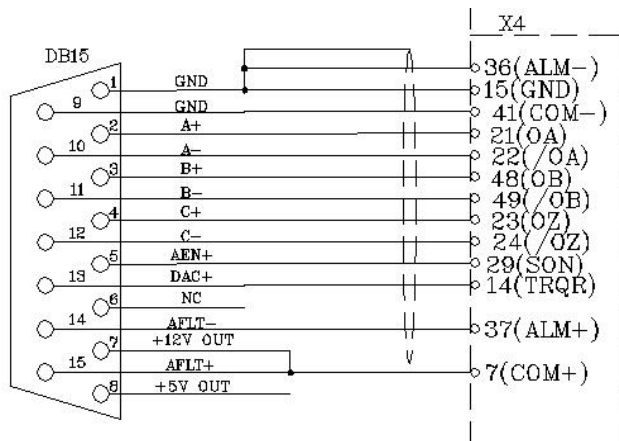 X4
DB15
36(ALM-)
1 GND 15(GND)
9 GND 41(COM-)
2 A+ 21(OA)
10 A- 22(/OA)
3 B+ 48(OB)
11 B- 49(/OB)
4 C+ 23(OZ)
12 C- 24(/OZ)
5 AEN+ 29(SON)
13 DAC+ 14(TRQR)
6 NC
14 AFLT- 37(ALM+)
7 +12V OUT
15 AFLT+ 7(COM+)
8 +5V OUT